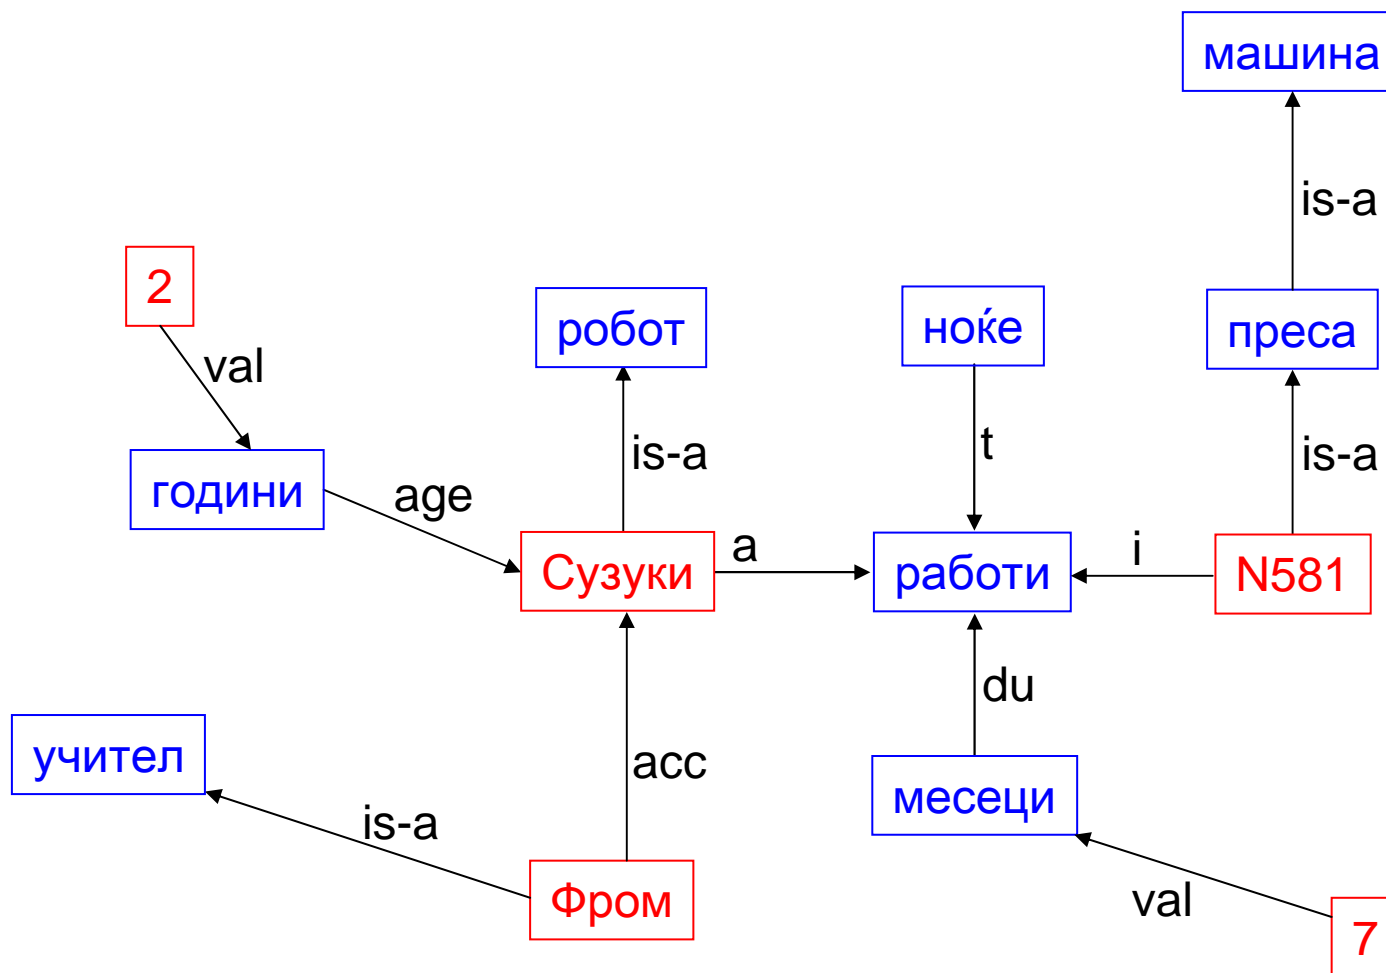 машина
is-a
2
val
робот
ноќе
преса
is-a
t
is-a
години
age
Сузуки
a
работи
i
N581
учител
acc
du
месеци
is-a
Фром
val
7